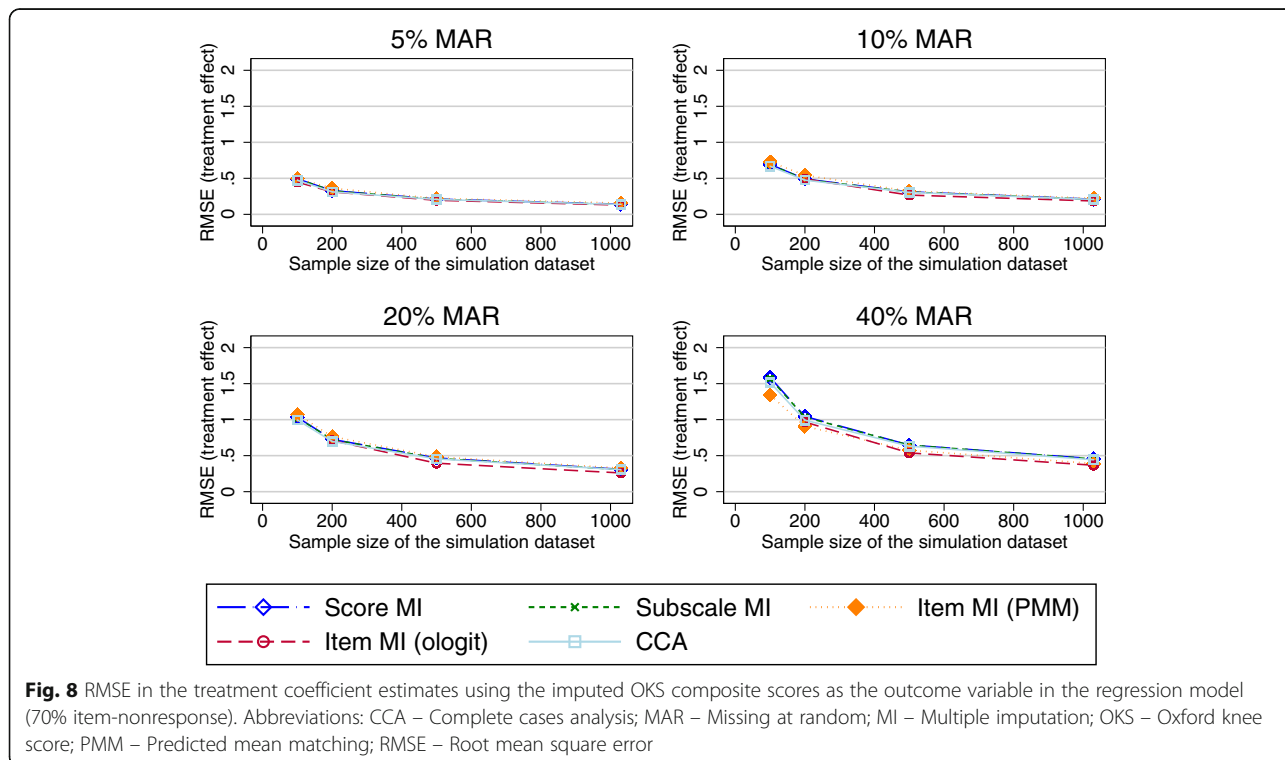 5% MAR
RMSE (treatment effect)
2
1.5
1
.5
0
0 200 400 600 800 1000
Sample size of the simulation dataset
10% MAR
RMSE (treatment effect)
2
1.5
1
.5
0
0 200 400 600 800 1000
Sample size of the simulation dataset
20% MAR
RMSE (treatment effect)
2
1.5
1
.5
0
0 200 400 600 800 1000
Sample size of the simulation dataset
40% MAR
RMSE (treatment effect)
2
1.5
1
.5
0
0 200 400 600 800 1000
Sample size of the simulation dataset
Score MI Subscale MI Item MI (PMM)
Item MI (ologit) CCA
Fig. 8 RMSE in the treatment coefficient estimates using the imputed OKS composite scores as the outcome variable in the regression model
(70% item-nonresponse). Abbreviations: CCA – Complete cases analysis; MAR – Missing at random; MI – Multiple imputation; OKS – Oxford knee
score; PMM – Predicted mean matching; RMSE – Root mean square error